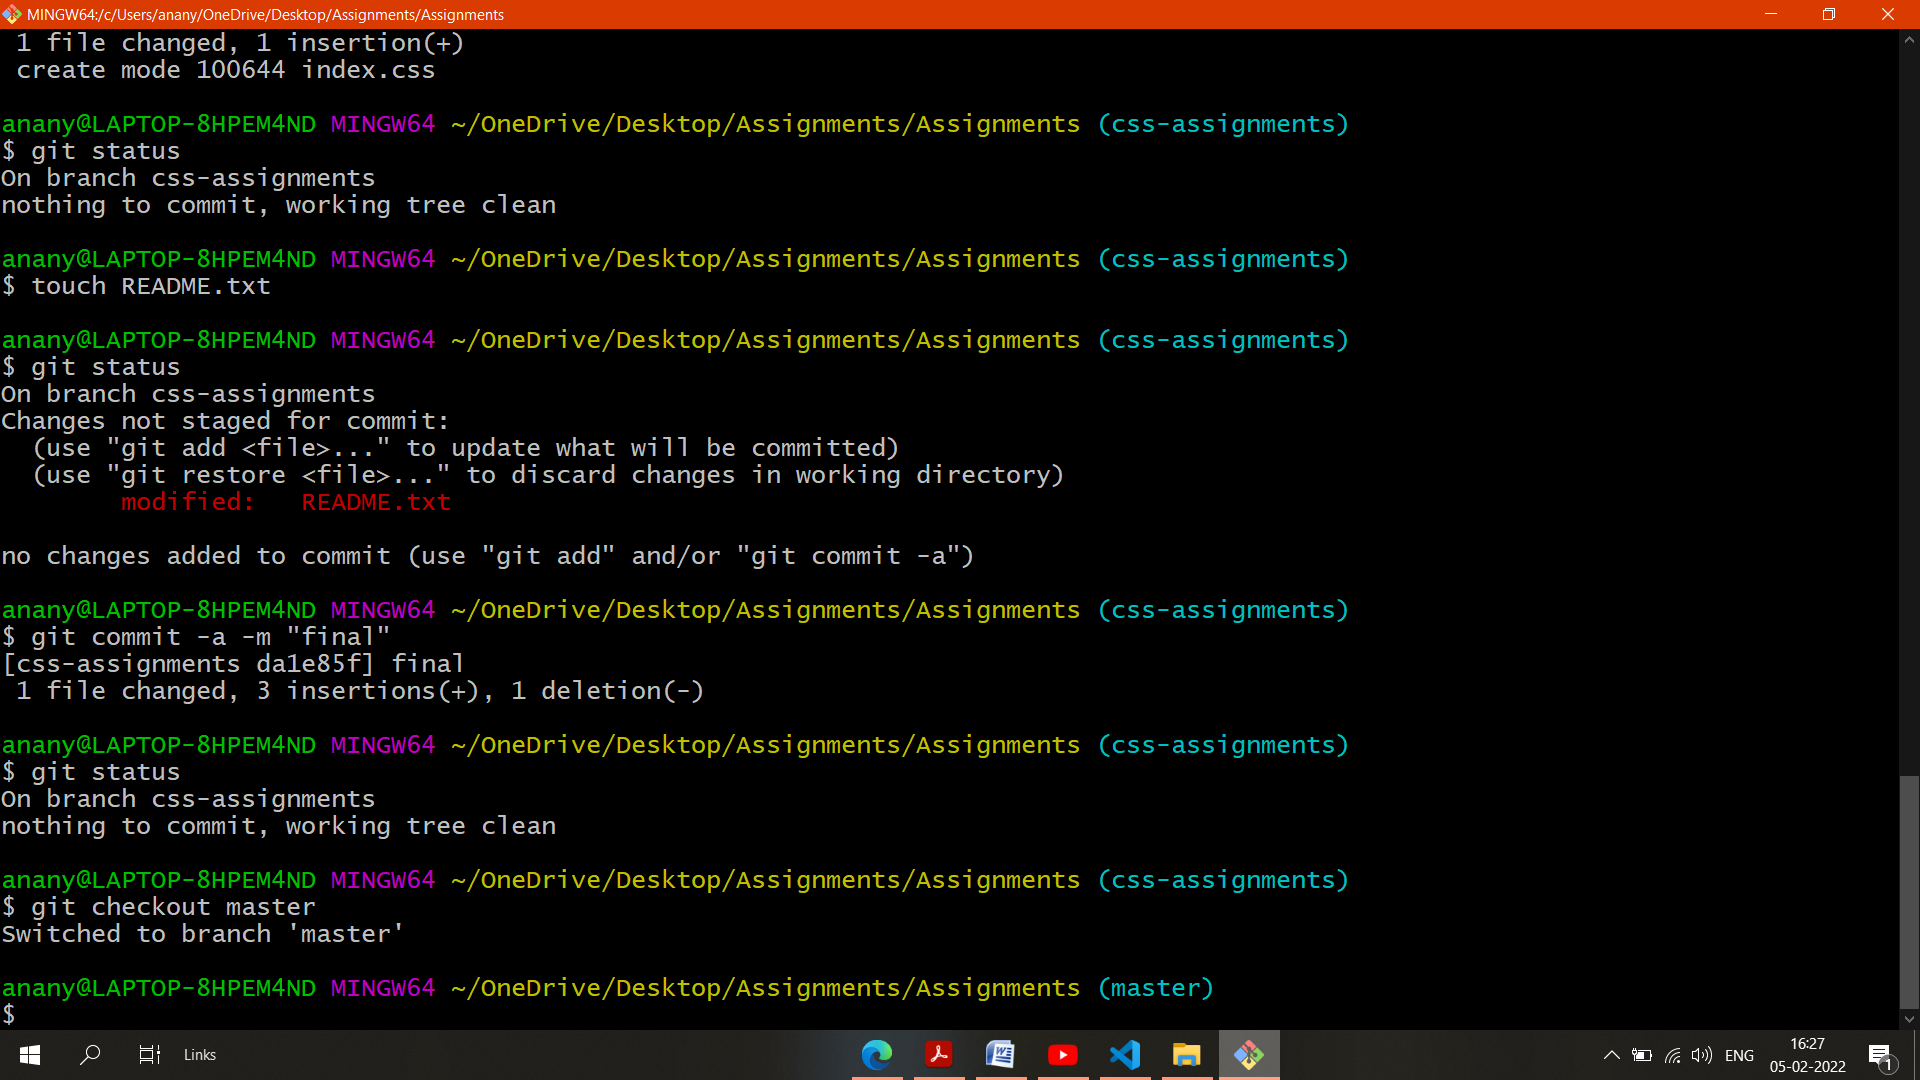 MINGW64:/c/Users/anany/OneDrive/Desktop/Assignments/Assignments
 1 file changed, 1 insertion(+)
 create mode 100644 index.css
anany@LAPTOP-8HPEM4ND MINGW64 ~/OneDrive/Desktop/Assignments/Assignments (css-assignments)
$ git status
On branch css-assignments
nothing to commit, working tree clean
anany@LAPTOP-8HPEM4ND MINGW64 ~/OneDrive/Desktop/Assignments/Assignments (css-assignments)
$ touch README.txt
anany@LAPTOP-8HPEM4ND MINGW64 ~/OneDrive/Desktop/Assignments/Assignments (css-assignments)
$ git status
On branch css-assignments
Changes not staged for commit:
  (use "git add <file>..." to update what will be committed)
  (use "git restore <file>..." to discard changes in working directory)
        modified:   README.txt
no changes added to commit (use "git add" and/or "git commit -a")
anany@LAPTOP-8HPEM4ND MINGW64 ~/OneDrive/Desktop/Assignments/Assignments (css-assignments)
$ git commit -a -m "final"
[css-assignments da1e85f] final
 1 file changed, 3 insertions(+), 1 deletion(-)
anany@LAPTOP-8HPEM4ND MINGW64 ~/OneDrive/Desktop/Assignments/Assignments (css-assignments)
$ git status
On branch css-assignments
nothing to commit, working tree clean
anany@LAPTOP-8HPEM4ND MINGW64 ~/OneDrive/Desktop/Assignments/Assignments (css-assignments)
$ git checkout master
Switched to branch 'master'
anany@LAPTOP-8HPEM4ND MINGW64 ~/OneDrive/Desktop/Assignments/Assignments (master)
$
Links
ENG
16:27
05-02-2022
1